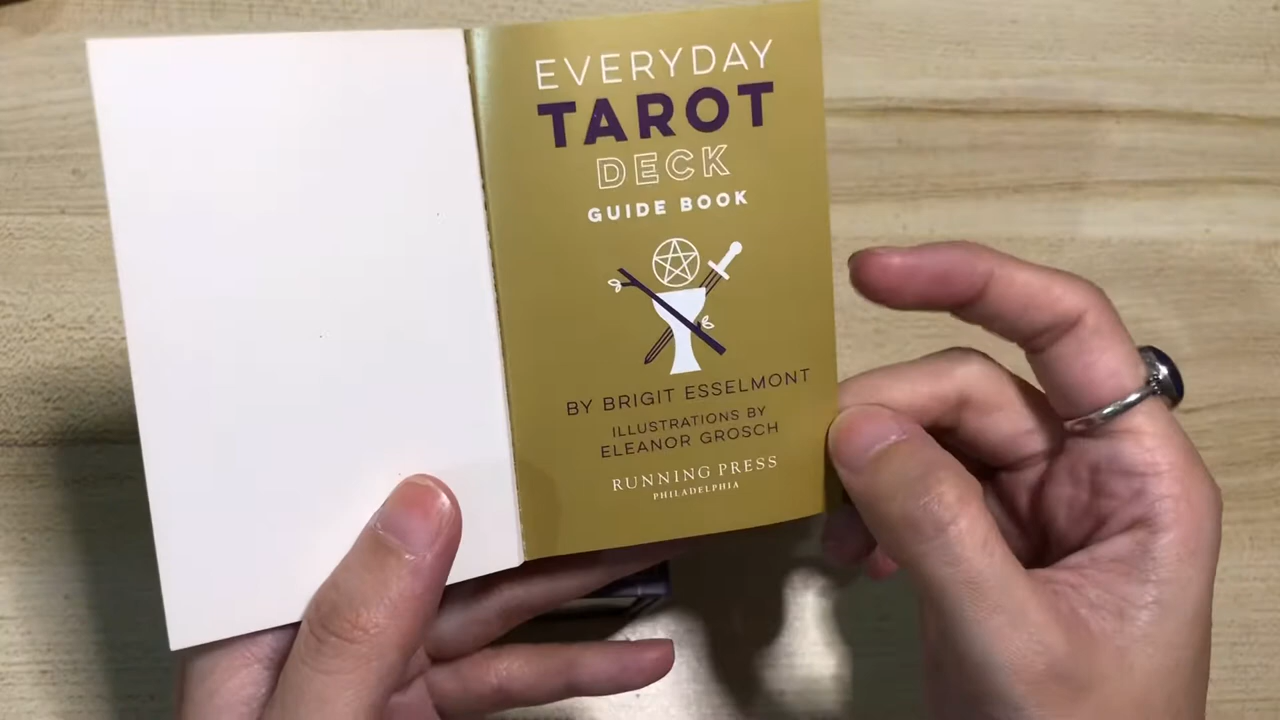 EVERYDAY
TAROT
DECK
GUIDE BOOK
BY BRIGIT ESSELMONT
ILLUSTRATIONS BY
ELEANOR GROSCH
RUNNING PRESS
PHILADELPHIA